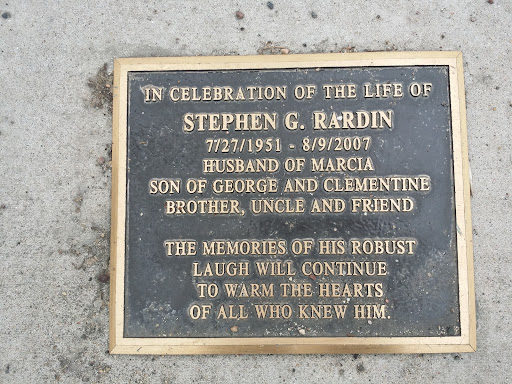 IN CELEBRATION OF THE LIFE OF
STEPHEN G. RARDIN
7/27/1951 - 8/9/2007
HUSBAND OF MARCIA
SON OF GEORGE AND CLEMENTINE
BROTHER, UNCLE AND FRIEND
THE MEMORIES OF HIS ROBUST
LAUGH WILL CONTINUE
TO WARM THE HEARTS
OF ALL WHO KNEW HIM.